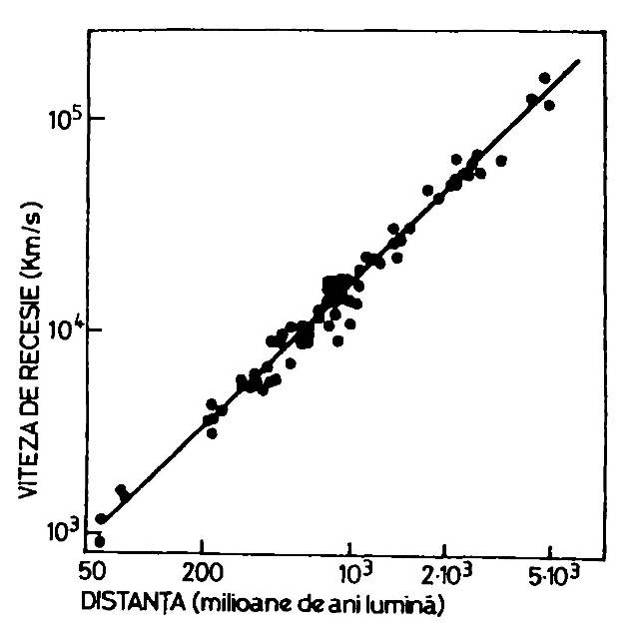 VITEZA DE RECESIE (Km/s)
10⁵
10⁴
10³
50 200 10³ 2·10³ 5·10³
DISTANȚA (milioane de ani lumină)